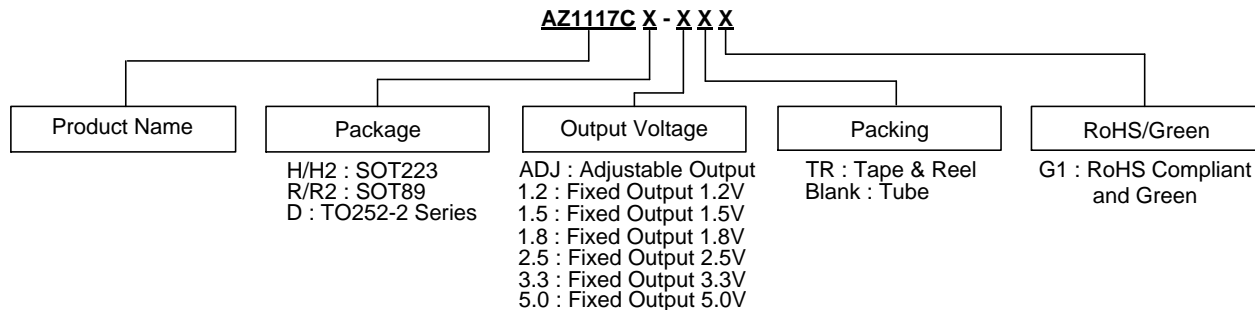 AZ1117C X - X X X
Product Name
Package
H/H2 : SOT223
R/R2 : SOT89
D : TO252-2 Series
Output Voltage
ADJ : Adjustable Output
1.2 : Fixed Output 1.2V
1.5 : Fixed Output 1.5V
1.8 : Fixed Output 1.8V
2.5 : Fixed Output 2.5V
3.3 : Fixed Output 3.3V
5.0 : Fixed Output 5.0V
Packing
TR : Tape & Reel
Blank : Tube
RoHS/Green
G1 : RoHS Compliant
and Green